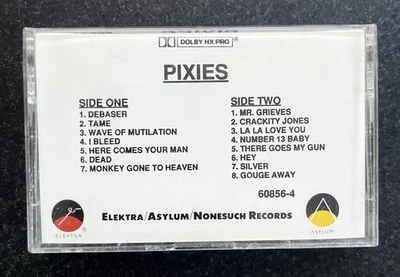 DOLBY HX PRO®
PIXIES
SIDE ONE
1. DEBASER
2. TAME
3. WAVE OF MUTILATION
4. I BLEED
5. HERE COMES YOUR MAN
6. DEAD
7. MONKEY GONE TO HEAVEN
SIDE TWO
1. MR. GRIEVES
2. CRACKITY JONES
3. LA LA LOVE YOU
4. NUMBER 13 BABY
5. THERE GOES MY GUN
6. HEY
7. SILVER
8. GOUGE AWAY
60856-4
ELEKTRA
ELEKTRA/ASYLUM/NONESUCH RECORDS
ASYLUM